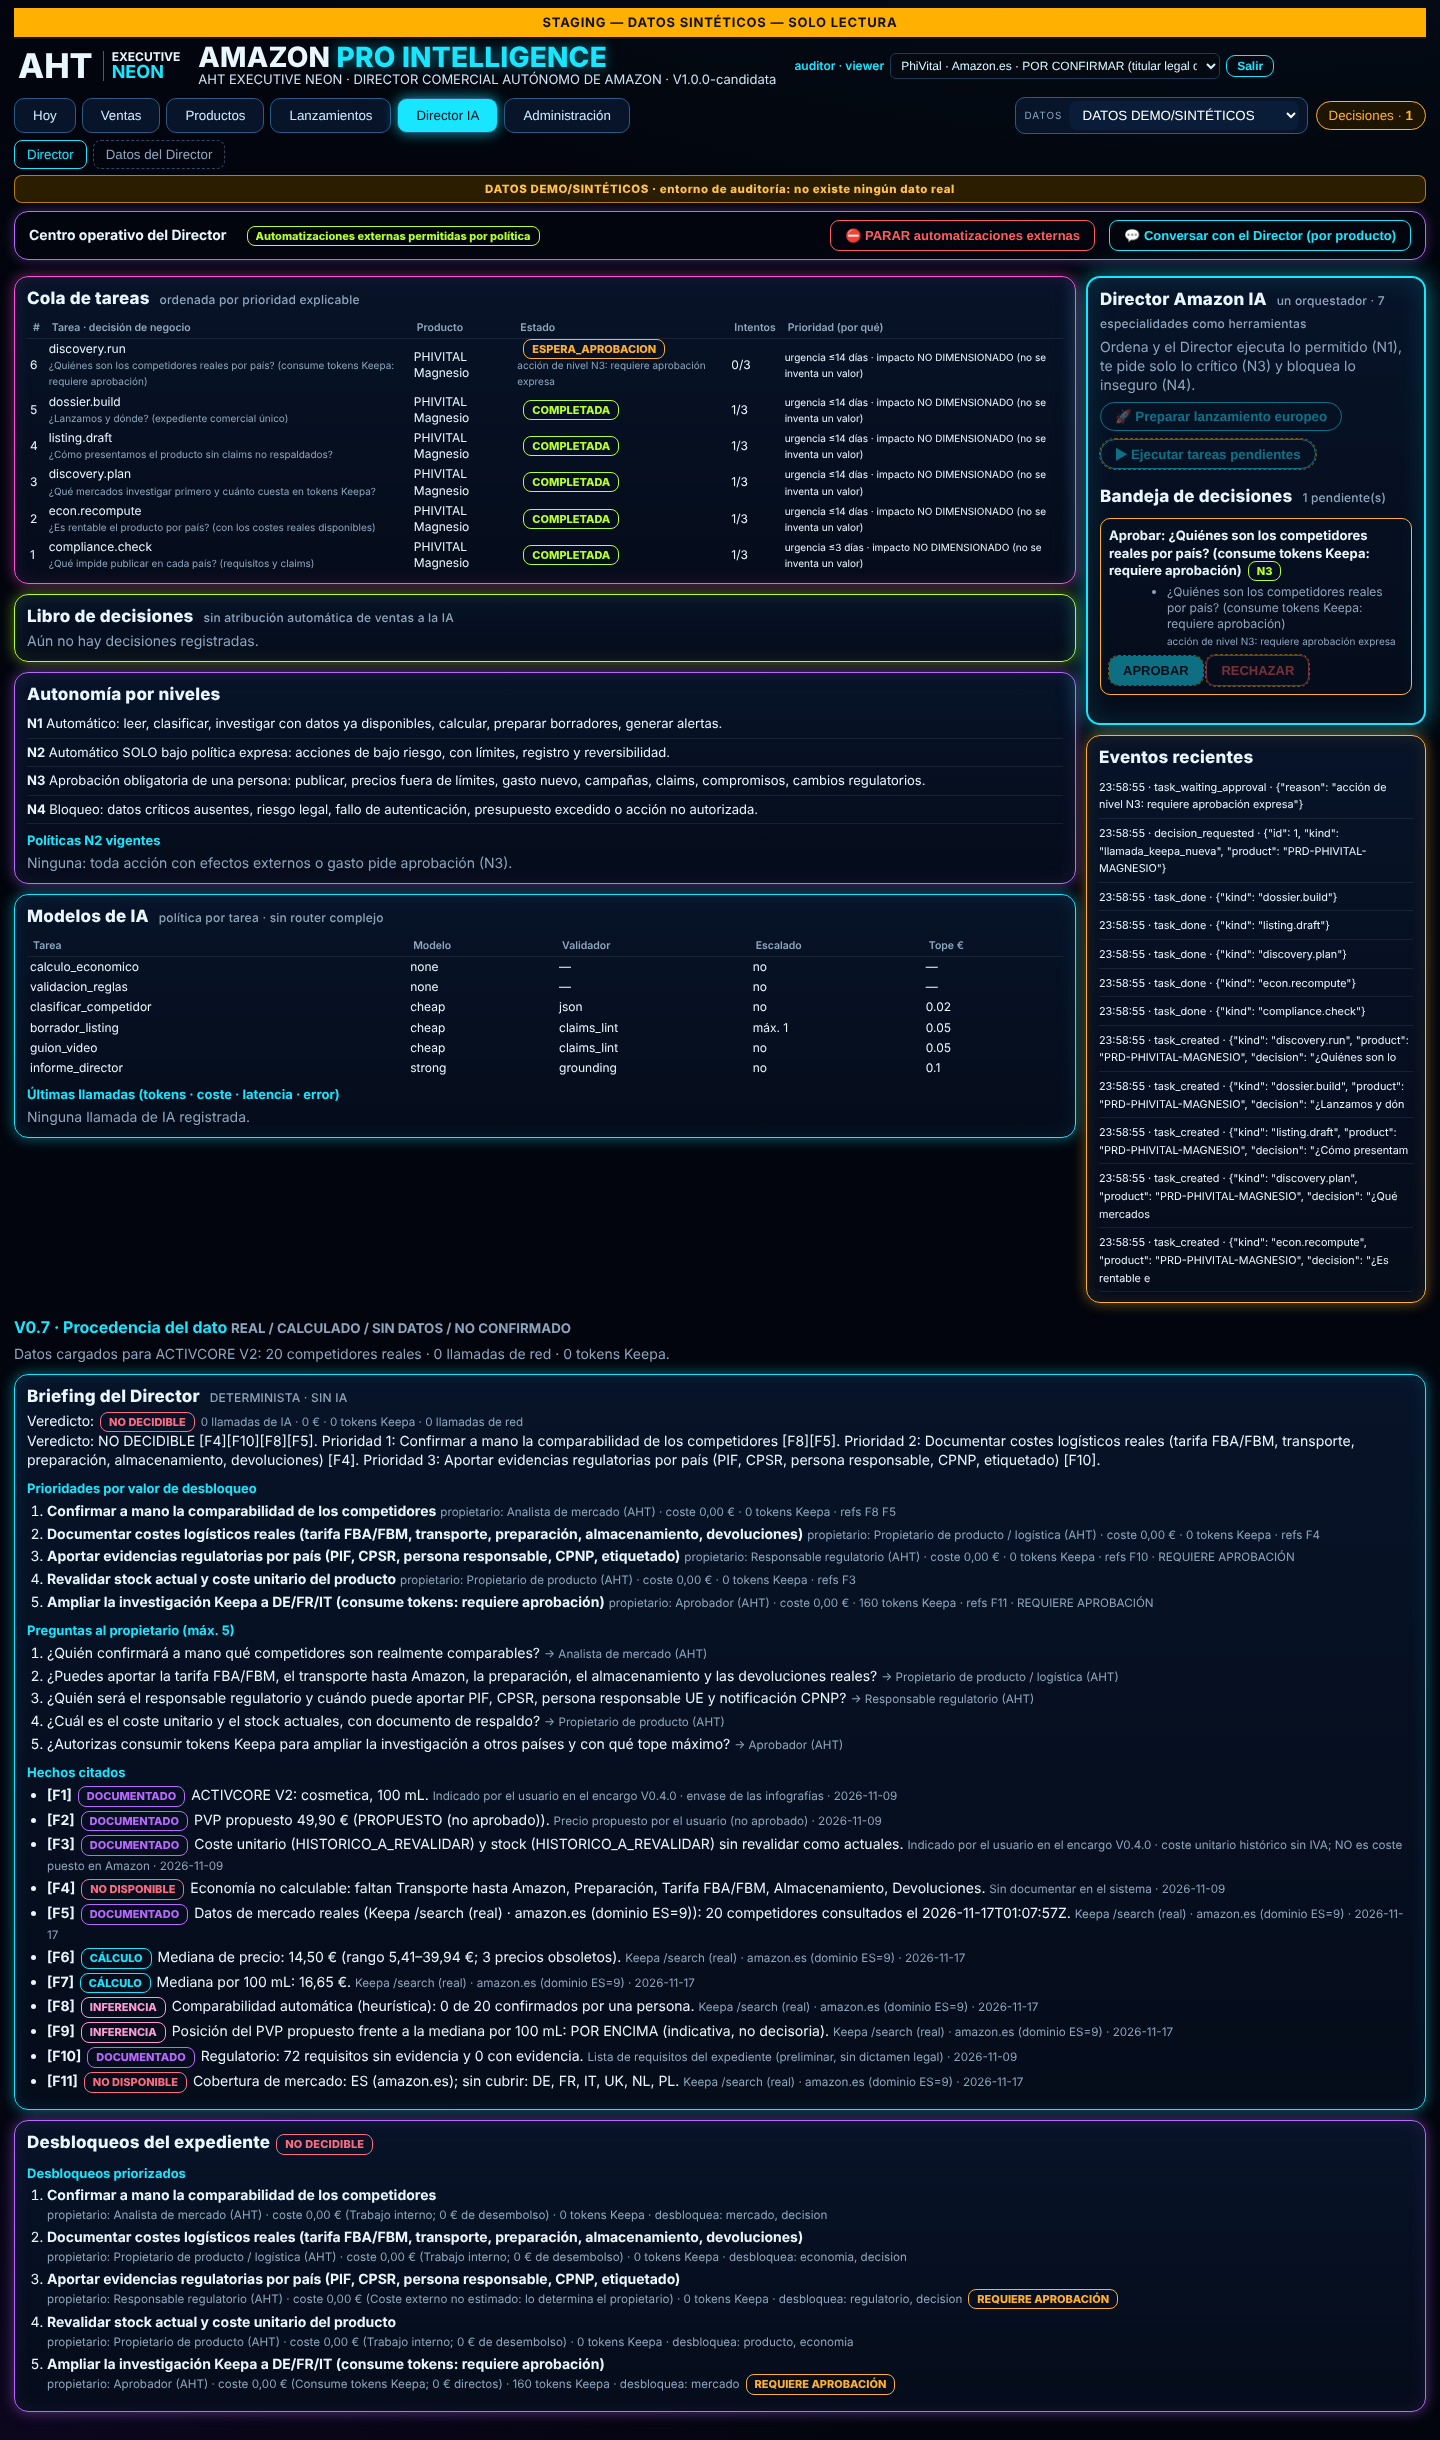 STAGING — DATOS SINTÉTICOS — SOLO LECTURA
AHT EXECUTIVE NEON
AMAZON PRO INTELLIGENCE
AHT EXECUTIVE NEON · DIRECTOR COMERCIAL AUTÓNOMO DE AMAZON · V1.0.0-candidata
auditor · viewer
PhiVital · Amazon.es · POR CONFIRMAR (titular legal c
Salir
Hoy
Ventas
Productos
Lanzamientos
Director IA
Administración
DATOS DATOS DEMO/SINTÉTICOS
Decisiones · 1
Director
Datos del Director
DATOS DEMO/SINTÉTICOS · entorno de auditoría: no existe ningún dato real
Centro operativo del Director
Automatizaciones externas permitidas por política
⛔ PARAR automatizaciones externas
💬 Conversar con el Director (por producto)
Cola de tareas ordenada por prioridad explicable
# Tarea · decisión de negocio Producto Estado Intentos Prioridad (por qué)
6 discovery.run
¿Quiénes son los competidores reales por país? (consume tokens Keepa:
requiere aprobación)
PHIVITAL
Magnesio
ESPERA_APROBACION
acción de nivel N3: requiere aprobación
expresa
0/3
urgencia ≤14 días · impacto NO DIMENSIONADO (no se
inventa un valor)
5 dossier.build
¿Lanzamos y dónde? (expediente comercial único)
PHIVITAL
Magnesio
COMPLETADA
1/3
urgencia ≤14 días · impacto NO DIMENSIONADO (no se
inventa un valor)
4 listing.draft
¿Cómo presentamos el producto sin claims no respaldados?
PHIVITAL
Magnesio
COMPLETADA
1/3
urgencia ≤14 días · impacto NO DIMENSIONADO (no se
inventa un valor)
3 discovery.plan
¿Qué mercados investigar primero y cuánto cuesta en tokens Keepa?
PHIVITAL
Magnesio
COMPLETADA
1/3
urgencia ≤14 días · impacto NO DIMENSIONADO (no se
inventa un valor)
2 econ.recompute
¿Es rentable el producto por país? (con los costes reales disponibles)
PHIVITAL
Magnesio
COMPLETADA
1/3
urgencia ≤14 días · impacto NO DIMENSIONADO (no se
inventa un valor)
1 compliance.check
¿Qué impide publicar en cada país? (requisitos y claims)
PHIVITAL
Magnesio
COMPLETADA
1/3
urgencia ≤3 días · impacto NO DIMENSIONADO (no se
inventa un valor)
Libro de decisiones sin atribución automática de ventas a la IA
Aún no hay decisiones registradas.
Autonomía por niveles
N1 Automático: leer, clasificar, investigar con datos ya disponibles, calcular, preparar borradores, generar alertas.
N2 Automático SOLO bajo política expresa: acciones de bajo riesgo, con límites, registro y reversibilidad.
N3 Aprobación obligatoria de una persona: publicar, precios fuera de límites, gasto nuevo, campañas, claims, compromisos, cambios regulatorios.
N4 Bloqueo: datos críticos ausentes, riesgo legal, fallo de autenticación, presupuesto excedido o acción no autorizada.
Políticas N2 vigentes
Ninguna: toda acción con efectos externos o gasto pide aprobación (N3).
Modelos de IA política por tarea · sin router complejo
Tarea Modelo Validador Escalado Tope €
calculo_economico none — no —
validacion_reglas none — no —
clasificar_competidor cheap json no 0.02
borrador_listing cheap claims_lint máx. 1 0.05
guion_video cheap claims_lint no 0.05
informe_director strong grounding no 0.1
Últimas llamadas (tokens · coste · latencia · error)
Ninguna llamada de IA registrada.
Director Amazon IA un orquestador · 7
especialidades como herramientas
Ordena y el Director ejecuta lo permitido (N1),
te pide solo lo crítico (N3) y bloquea lo
inseguro (N4).
🚀 Preparar lanzamiento europeo
▶ Ejecutar tareas pendientes
Bandeja de decisiones 1 pendiente(s)
Aprobar: ¿Quiénes son los competidores
reales por país? (consume tokens Keepa:
requiere aprobación) N3
• ¿Quiénes son los competidores reales
por país? (consume tokens Keepa:
requiere aprobación)
acción de nivel N3: requiere aprobación expresa
APROBAR
RECHAZAR
Eventos recientes
23:58:55 · task_waiting_approval · {"reason": "acción de
nivel N3: requiere aprobación expresa"}
23:58:55 · decision_requested · {"id": 1, "kind":
"llamada_keepa_nueva", "product": "PRD-PHIVITAL-
MAGNESIO"}
23:58:55 · task_done · {"kind": "dossier.build"}
23:58:55 · task_done · {"kind": "listing.draft"}
23:58:55 · task_done · {"kind": "discovery.plan"}
23:58:55 · task_done · {"kind": "econ.recompute"}
23:58:55 · task_done · {"kind": "compliance.check"}
23:58:55 · task_created · {"kind": "discovery.run", "product":
"PRD-PHIVITAL-MAGNESIO", "decision": "¿Quiénes son lo
23:58:55 · task_created · {"kind": "dossier.build", "product":
"PRD-PHIVITAL-MAGNESIO", "decision": "¿Lanzamos y dón
23:58:55 · task_created · {"kind": "listing.draft", "product":
"PRD-PHIVITAL-MAGNESIO", "decision": "¿Cómo presentam
23:58:55 · task_created · {"kind": "discovery.plan",
"product": "PRD-PHIVITAL-MAGNESIO", "decision": "¿Qué
mercados
23:58:55 · task_created · {"kind": "econ.recompute",
"product": "PRD-PHIVITAL-MAGNESIO", "decision": "¿Es
rentable e
V0.7 · Procedencia del dato REAL / CALCULADO / SIN DATOS / NO CONFIRMADO
Datos cargados para ACTIVCORE V2: 20 competidores reales · 0 llamadas de red · 0 tokens Keepa.
Briefing del Director DETERMINISTA · SIN IA
Veredicto: NO DECIDIBLE 0 llamadas de IA · 0 € · 0 tokens Keepa · 0 llamadas de red
Veredicto: NO DECIDIBLE [F4][F10][F8][F5]. Prioridad 1: Confirmar a mano la comparabilidad de los competidores [F8][F5]. Prioridad 2: Documentar costes logísticos reales (tarifa FBA/FBM, transporte,
preparación, almacenamiento, devoluciones) [F4]. Prioridad 3: Aportar evidencias regulatorias por país (PIF, CPSR, persona responsable, CPNP, etiquetado) [F10].
Prioridades por valor de desbloqueo
1. Confirmar a mano la comparabilidad de los competidores propietario: Analista de mercado (AHT) · coste 0,00 € · 0 tokens Keepa · refs F8 F5
2. Documentar costes logísticos reales (tarifa FBA/FBM, transporte, preparación, almacenamiento, devoluciones) propietario: Propietario de producto / logística (AHT) · coste 0,00 € · 0 tokens Keepa · refs F4
3. Aportar evidencias regulatorias por país (PIF, CPSR, persona responsable, CPNP, etiquetado) propietario: Responsable regulatorio (AHT) · coste 0,00 € · 0 tokens Keepa · refs F10 · REQUIERE APROBACIÓN
4. Revalidar stock actual y coste unitario del producto propietario: Propietario de producto (AHT) · coste 0,00 € · 0 tokens Keepa · refs F3
5. Ampliar la investigación Keepa a DE/FR/IT (consume tokens: requiere aprobación) propietario: Aprobador (AHT) · coste 0,00 € · 160 tokens Keepa · refs F11 · REQUIERE APROBACIÓN
Preguntas al propietario (máx. 5)
1. ¿Quién confirmará a mano qué competidores son realmente comparables? → Analista de mercado (AHT)
2. ¿Puedes aportar la tarifa FBA/FBM, el transporte hasta Amazon, la preparación, el almacenamiento y las devoluciones reales? → Propietario de producto / logística (AHT)
3. ¿Quién será el responsable regulatorio y cuándo puede aportar PIF, CPSR, persona responsable UE y notificación CPNP? → Responsable regulatorio (AHT)
4. ¿Cuál es el coste unitario y el stock actuales, con documento de respaldo? → Propietario de producto (AHT)
5. ¿Autorizas consumir tokens Keepa para ampliar la investigación a otros países y con qué tope máximo? → Aprobador (AHT)
Hechos citados
• [F1] DOCUMENTADO ACTIVCORE V2: cosmetica, 100 mL. Indicado por el usuario en el encargo V0.4.0 · envase de las infografías · 2026-11-09
• [F2] DOCUMENTADO PVP propuesto 49,90 € (PROPUESTO (no aprobado)). Precio propuesto por el usuario (no aprobado) · 2026-11-09
• [F3] DOCUMENTADO Coste unitario (HISTORICO_A_REVALIDAR) y stock (HISTORICO_A_REVALIDAR) sin revalidar como actuales. Indicado por el usuario en el encargo V0.4.0 · coste unitario histórico sin IVA; NO es coste
puesto en Amazon · 2026-11-09
• [F4] NO DISPONIBLE Economía no calculable: faltan Transporte hasta Amazon, Preparación, Tarifa FBA/FBM, Almacenamiento, Devoluciones. Sin documentar en el sistema · 2026-11-09
• [F5] DOCUMENTADO Datos de mercado reales (Keepa /search (real) · amazon.es (dominio ES=9)): 20 competidores consultados el 2026-11-17T01:07:57Z. Keepa /search (real) · amazon.es (dominio ES=9) · 2026-11-
17
• [F6] CÁLCULO Mediana de precio: 14,50 € (rango 5,41–39,94 €; 3 precios obsoletos). Keepa /search (real) · amazon.es (dominio ES=9) · 2026-11-17
• [F7] CÁLCULO Mediana por 100 mL: 16,65 €. Keepa /search (real) · amazon.es (dominio ES=9) · 2026-11-17
• [F8] INFERENCIA Comparabilidad automática (heurística): 0 de 20 confirmados por una persona. Keepa /search (real) · amazon.es (dominio ES=9) · 2026-11-17
• [F9] INFERENCIA Posición del PVP propuesto frente a la mediana por 100 mL: POR ENCIMA (indicativa, no decisoria). Keepa /search (real) · amazon.es (dominio ES=9) · 2026-11-17
• [F10] DOCUMENTADO Regulatorio: 72 requisitos sin evidencia y 0 con evidencia. Lista de requisitos del expediente (preliminar, sin dictamen legal) · 2026-11-09
• [F11] NO DISPONIBLE Cobertura de mercado: ES (amazon.es); sin cubrir: DE, FR, IT, UK, NL, PL. Keepa /search (real) · amazon.es (dominio ES=9) · 2026-11-17
Desbloqueos del expediente NO DECIDIBLE
Desbloqueos priorizados
1. Confirmar a mano la comparabilidad de los competidores
propietario: Analista de mercado (AHT) · coste 0,00 € (Trabajo interno; 0 € de desembolso) · 0 tokens Keepa · desbloquea: mercado, decision
2. Documentar costes logísticos reales (tarifa FBA/FBM, transporte, preparación, almacenamiento, devoluciones)
propietario: Propietario de producto / logística (AHT) · coste 0,00 € (Trabajo interno; 0 € de desembolso) · 0 tokens Keepa · desbloquea: economia, decision
3. Aportar evidencias regulatorias por país (PIF, CPSR, persona responsable, CPNP, etiquetado)
propietario: Responsable regulatorio (AHT) · coste 0,00 € (Coste externo no estimado: lo determina el propietario) · 0 tokens Keepa · desbloquea: regulatorio, decision REQUIERE APROBACIÓN
4. Revalidar stock actual y coste unitario del producto
propietario: Propietario de producto (AHT) · coste 0,00 € (Trabajo interno; 0 € de desembolso) · 0 tokens Keepa · desbloquea: producto, economia
5. Ampliar la investigación Keepa a DE/FR/IT (consume tokens: requiere aprobación)
propietario: Aprobador (AHT) · coste 0,00 € (Consume tokens Keepa; 0 € directos) · 160 tokens Keepa · desbloquea: mercado REQUIERE APROBACIÓN